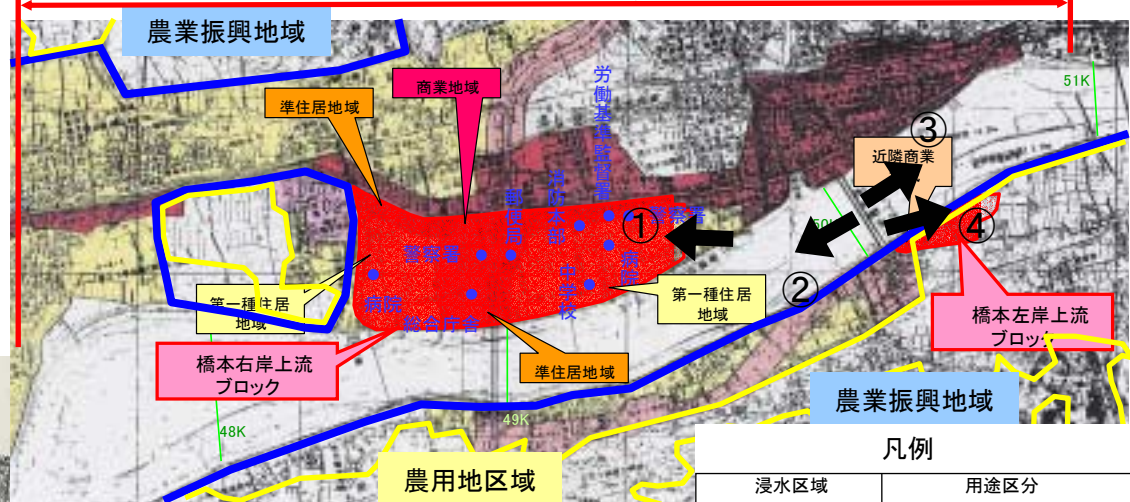 農業振興地域
商業地域
準住居地域
労働基準監督署
51K
③
近隣商業
消防本部
郵便局
①
警察署
50K
④
警察署
病院
②
中学校
病院
第一種住居
地域
第一種住居
地域
総合庁舎
橋本左岸上流
ブロック
橋本右岸上流
ブロック
準住居地域
農業振興地域
49K
48K
農用地区域
凡例
浸水区域
用途区分